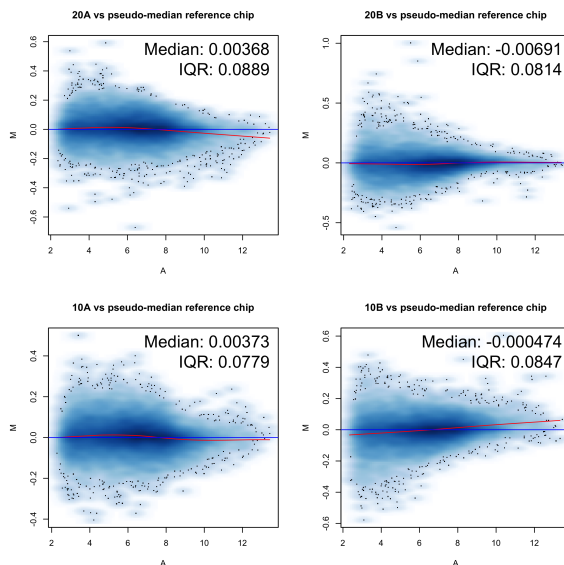 20A vs pseudo-median reference chip
Median: 0.00368
IQR: 0.0889
M
0.6
0.4
0.2
0.0
-0.2
-0.4
-0.6
2 4 6 8 10 12
A
20B vs pseudo-median reference chip
Median: -0.00691
IQR: 0.0814
M
1.0
0.5
0.0
-0.5
2 4 6 8 10 12
A
10A vs pseudo-median reference chip
Median: 0.00373
IQR: 0.0779
M
0.4
0.2
0.0
-0.2
-0.4
2 4 6 8 10 12
A
10B vs pseudo-median reference chip
Median: -0.000474
IQR: 0.0847
M
0.6
0.4
0.2
0.0
-0.2
-0.4
-0.6
2 4 6 8 10 12
A